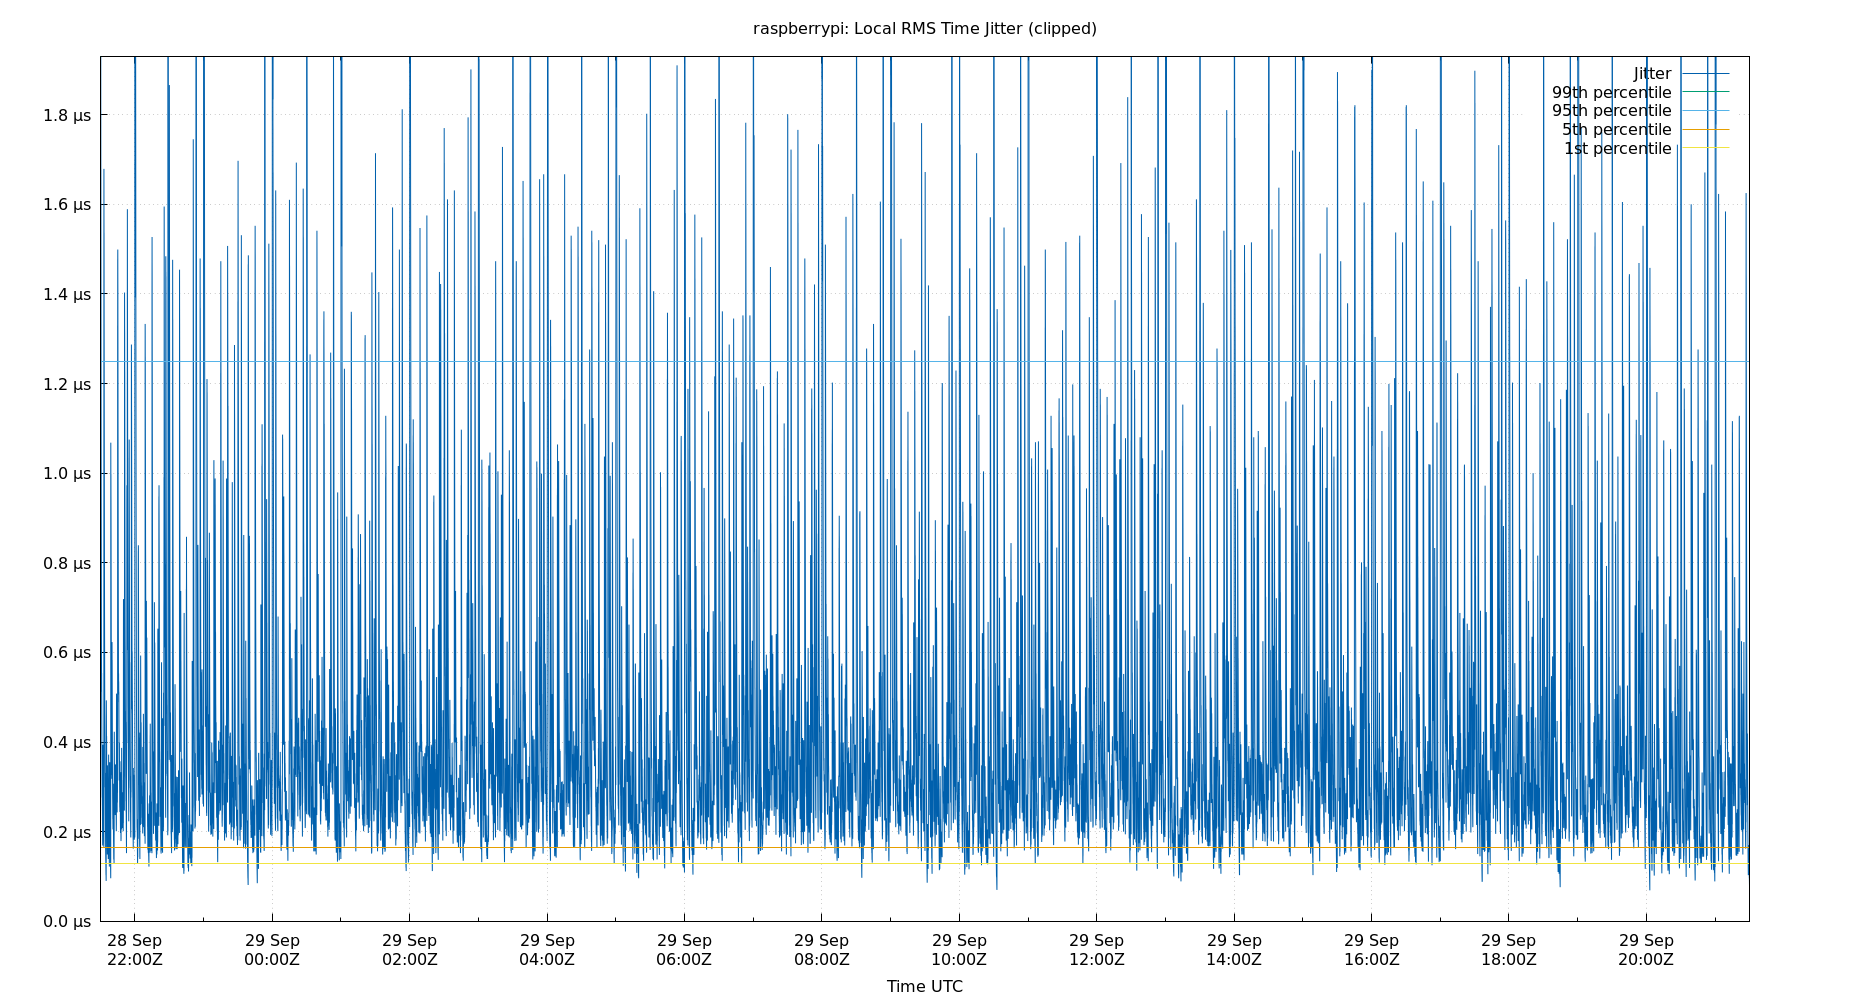 raspberrypi: Local RMS Time Jitter (clipped)
Jitter
99th percentile
95th percentile
5th percentile
1st percentile
1.8 µs
1.6 µs
1.4 µs
1.2 µs
1.0 µs
0.8 µs
0.6 µs
0.4 µs
0.2 µs
0.0 µs
28 Sep 29 Sep 29 Sep 29 Sep 29 Sep 29 Sep 29 Sep 29 Sep 29 Sep 29 Sep 29 Sep 29 Sep
22:00Z 00:00Z 02:00Z 04:00Z 06:00Z 08:00Z 10:00Z 12:00Z 14:00Z 16:00Z 18:00Z 20:00Z
Time UTC